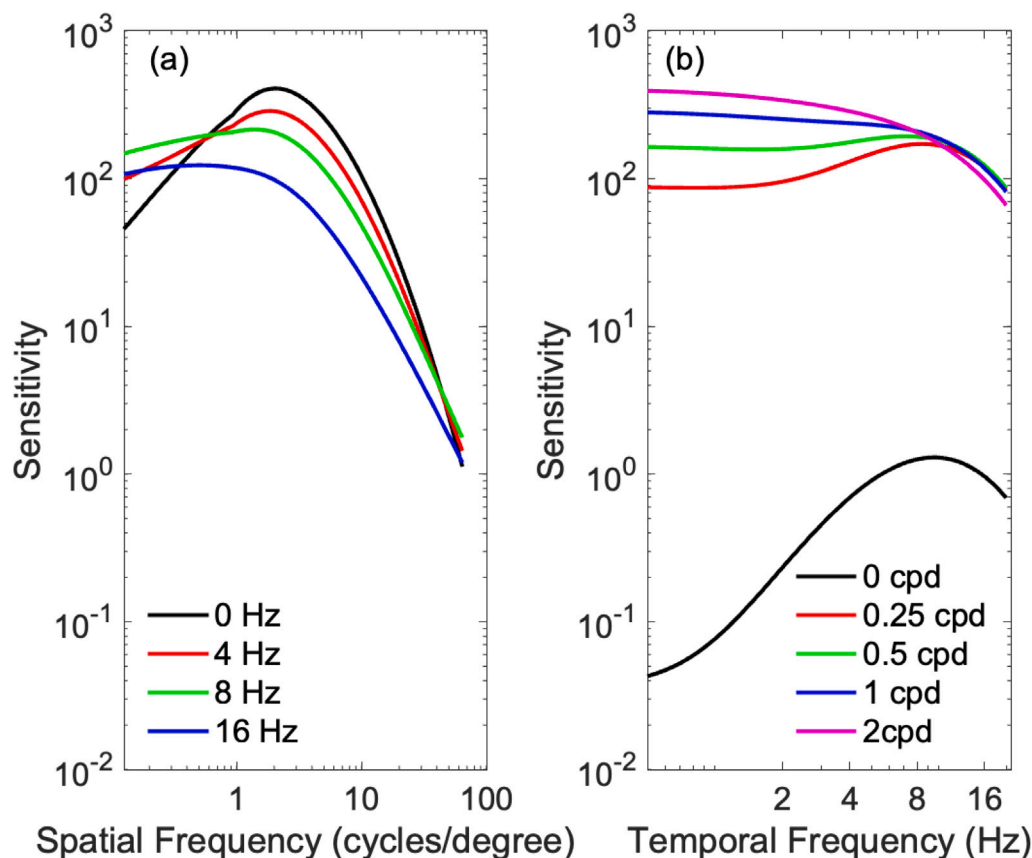 (a)
10^3
10^2
10^1
10^0
10^-1
10^-2
Sensitivity
0 Hz
4 Hz
8 Hz
16 Hz
1
10
100
Spatial Frequency (cycles/degree)
(b)
10^3
10^2
10^1
10^0
10^-1
10^-2
Sensitivity
0 cpd
0.25 cpd
0.5 cpd
1 cpd
2cpd
2
4
8
16
Temporal Frequency (Hz)